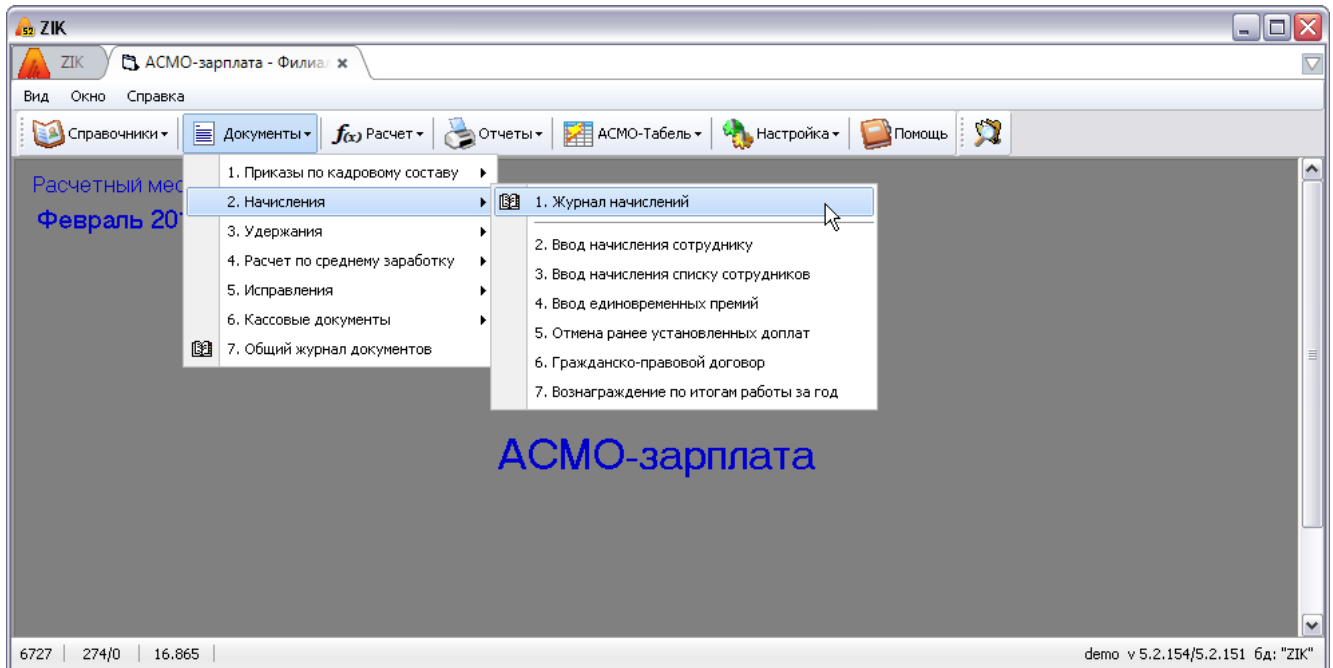 ZIK
ZIK АСМО-зарплата - Филиал
Вид Окно Справка
Справочники Документы f(x) Расчет Отчеты АСМО-Табель Настройка Помощь
Расчетный мес
Февраль 20
1. Приказы по кадровому составу
2. Начисления
3. Удержания
4. Расчет по среднему заработку
5. Исправления
6. Кассовые документы
7. Общий журнал документов
1. Журнал начислений
2. Ввод начисления сотруднику
3. Ввод начисления списку сотрудников
4. Ввод единовременных премий
5. Отмена ранее установленных доплат
6. Гражданско-правовой договор
7. Вознаграждение по итогам работы за год
АСМО-зарплата
6727 274/0 16.865 demo v 5.2.154/5.2.151 бд: "ZIK"